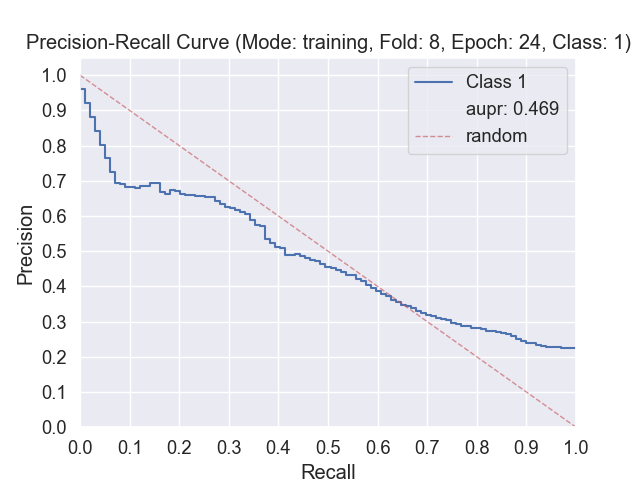 Precision-Recall Curve (Mode: training, Fold: 8, Epoch: 24, Class: 1)
Class 1
aupr: 0.469
random
1.0
0.9
0.8
0.7
0.6
0.5
0.4
0.3
0.2
0.1
0.0
Precision
0.0 0.1 0.2 0.3 0.4 0.5 0.6 0.7 0.8 0.9 1.0
Recall